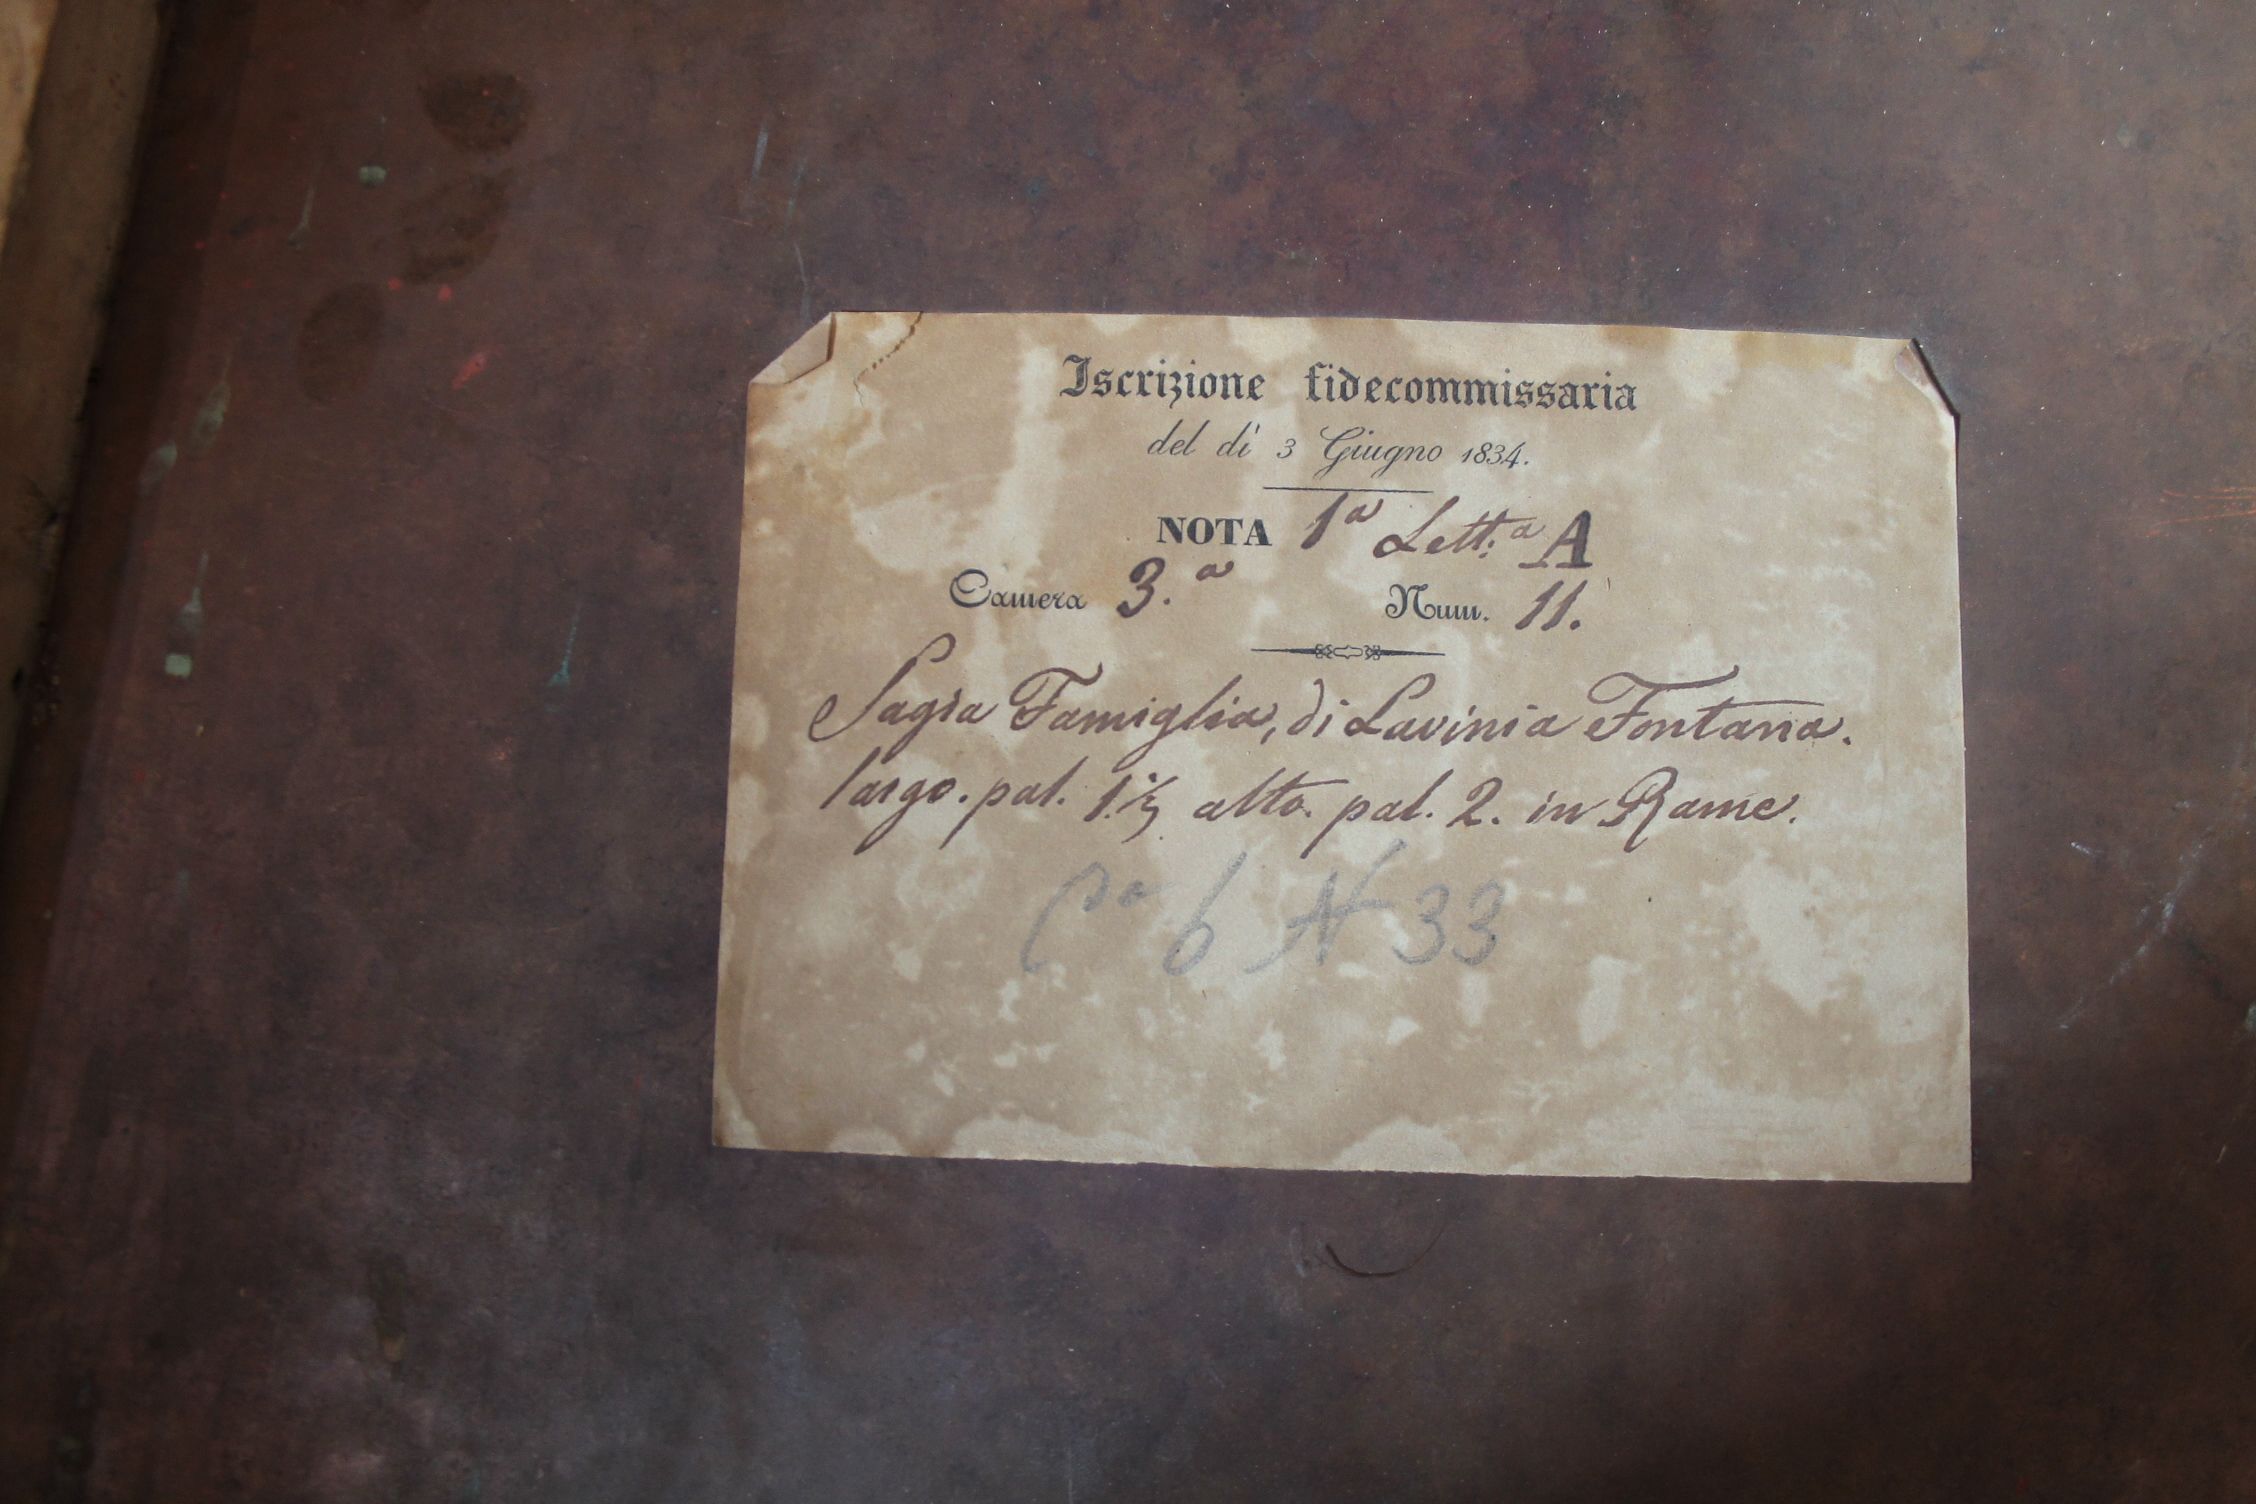 Iscrizione fidecommissaria
del dì 3 Giugno 1834.
NOTA 1a Lett:a A
Camera 3.a Num. 11.
Sagra Famiglia, di Lavinia Fontana.
largo. pal. 1½ alto. pal. 2. in Rame.
Ca 6 N 33